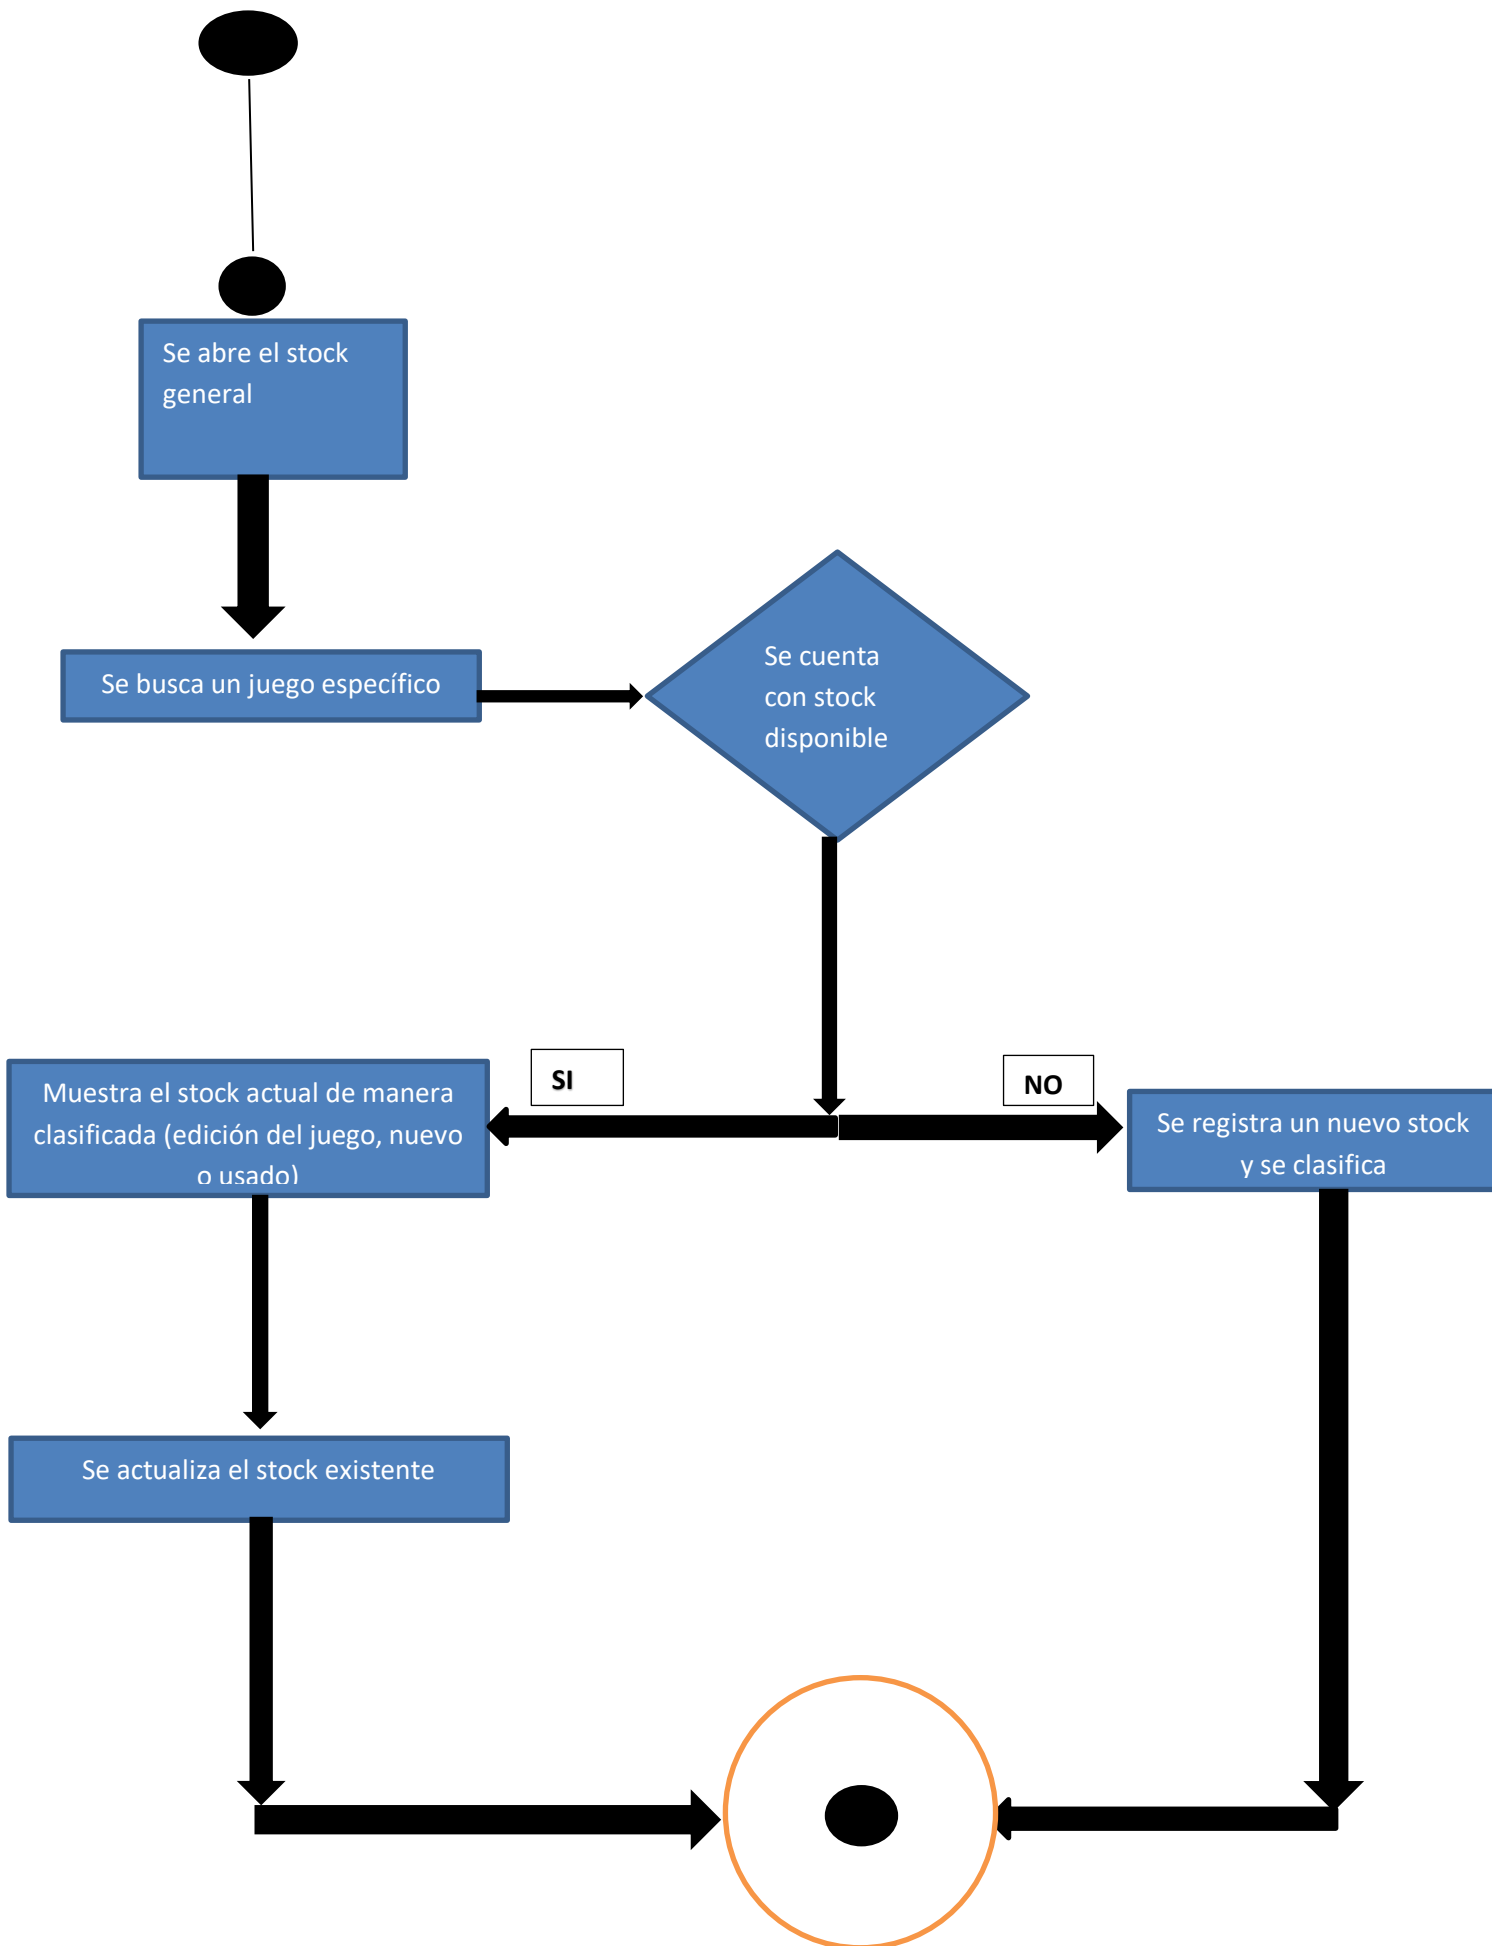 Se abre el stock
general
Se busca un juego específico
Se cuenta
con stock
disponible
SI
NO
Muestra el stock actual de manera
clasificada (edición del juego, nuevo
o usado)
Se registra un nuevo stock
y se clasifica
Se actualiza el stock existente